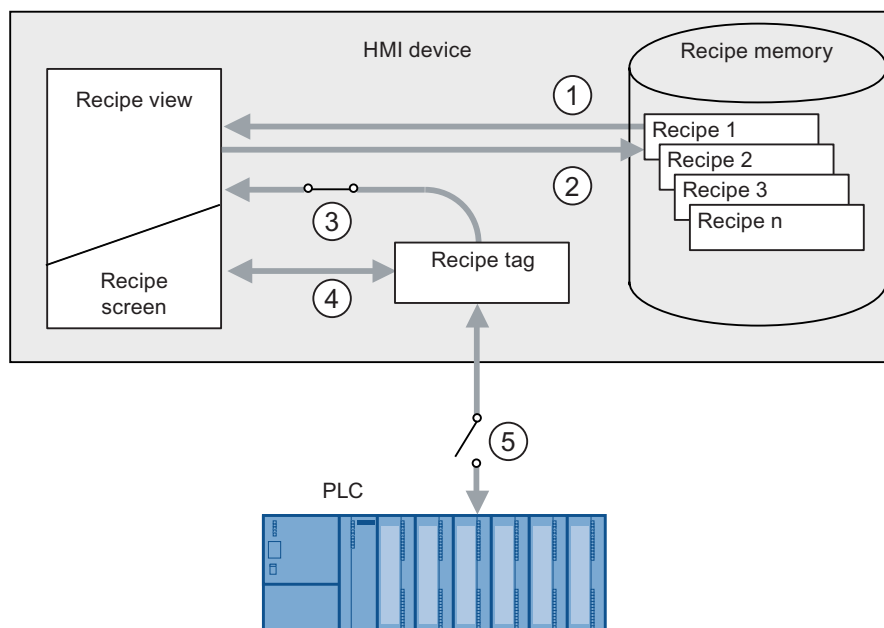 HMI device
Recipe memory
Recipe view
1
Recipe 1
Recipe 2
2
Recipe 3
3
Recipe n
Recipe tag
Recipe
screen
4
5
PLC